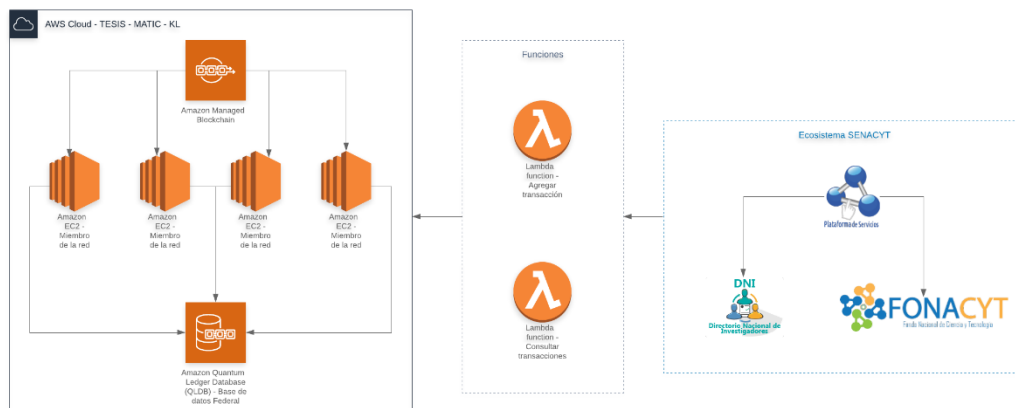 AWS Cloud - TESIS - MATIC - KL
Amazon Managed
Blockchain
Amazon
EC2 -
Miembro
de la red
Amazon
EC2 -
Miembro
de la red
Amazon
EC2 -
Miembro
de la red
Amazon
EC2 -
Miembro
de la red
Amazon Quantum
Ledger Database
(QLDB) - Base de
datos Federal
Funciones
Lambda
function -
Agregar
transacción
Lambda
function -
Consultar
transacciones
Ecosistema SENACYT
Plataforma de Servicios
DNI
Directorio Nacional de
Investigadores
FONACYT
Fondo Nacional de Ciencia y Tecnología